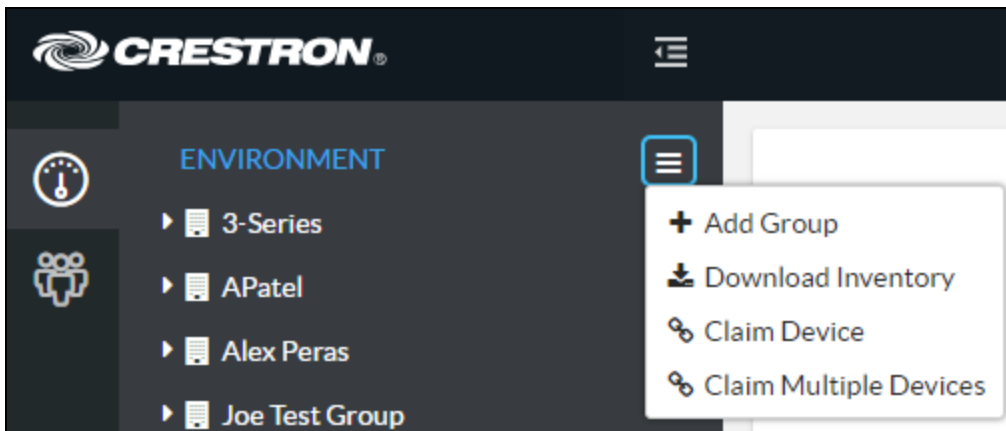 CRESTRON®
ENVIRONMENT
3-Series
APatel
Alex Peras
Joe Test Group
Add Group
Download Inventory
Claim Device
Claim Multiple Devices